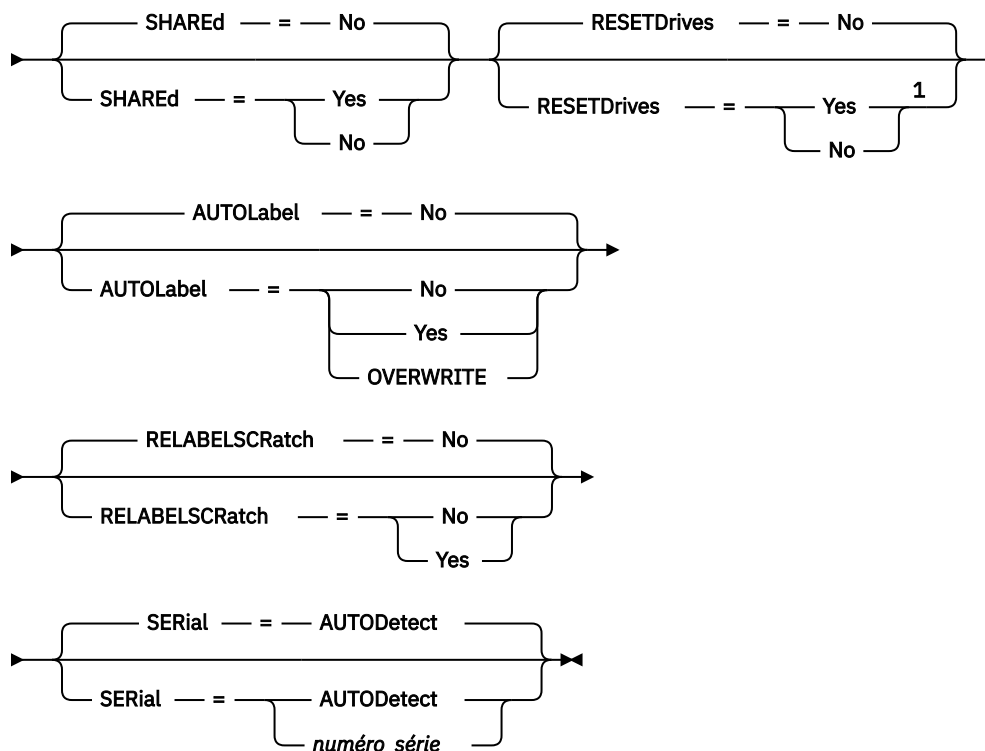 SHAREd = No RESETDrives = No
SHAREd = Yes RESETDrives = Yes 1
No No
AUTOLabel = No
AUTOLabel = No
Yes
OVERWRITE
RELABELSCRatch = No
RELABELSCRatch = No
Yes
SERial = AUTODetect
SERial = AUTODetect
numéro_série